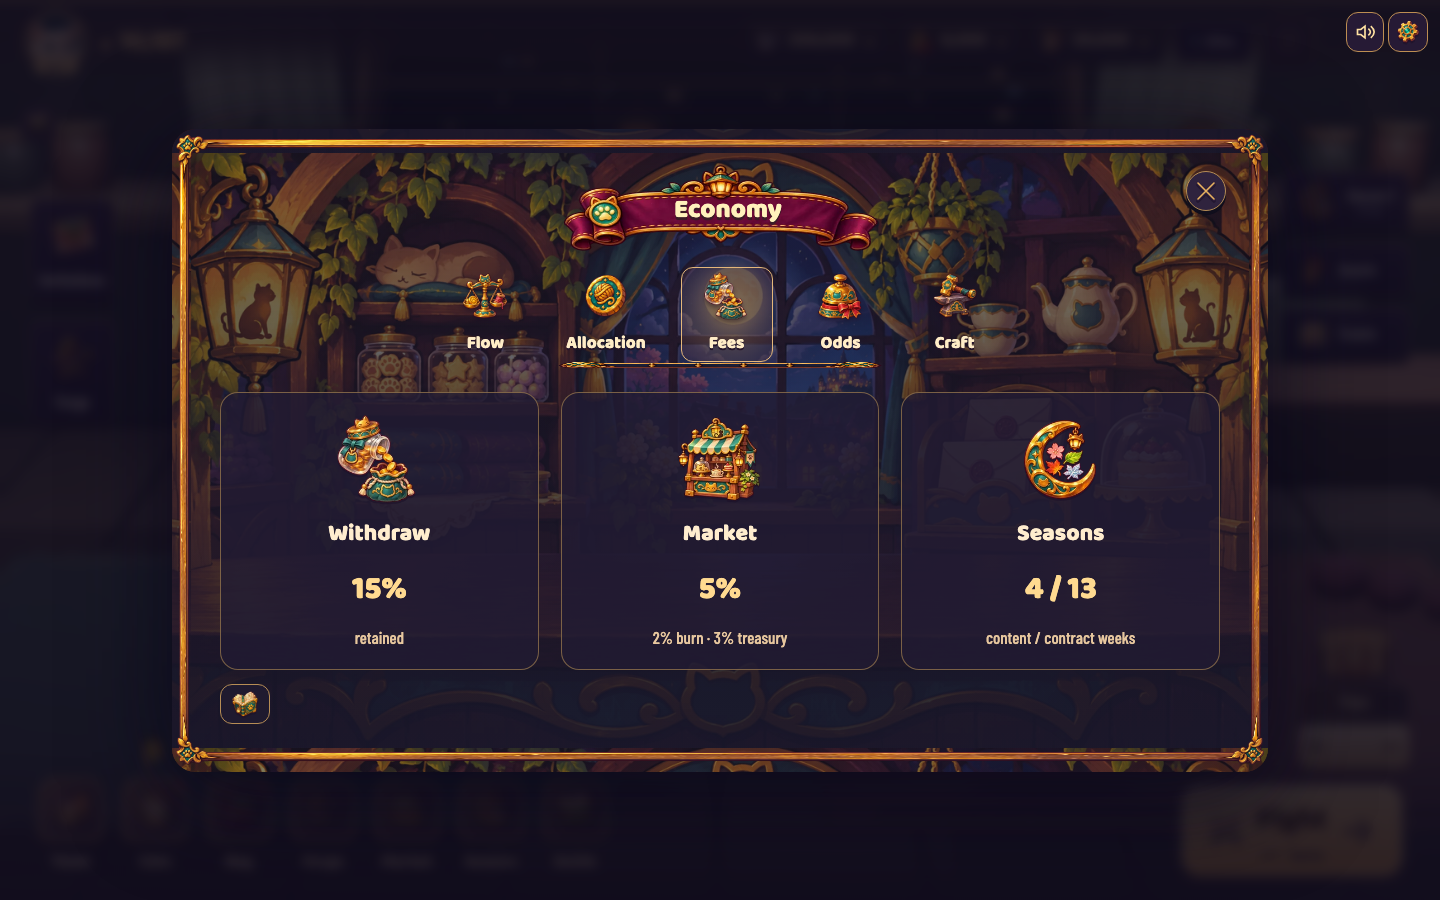 Economy
Flow
Allocation
Fees
Odds
Craft
Withdraw
15%
retained
Market
5%
2% burn · 3% treasury
Seasons
4 / 13
content / contract weeks